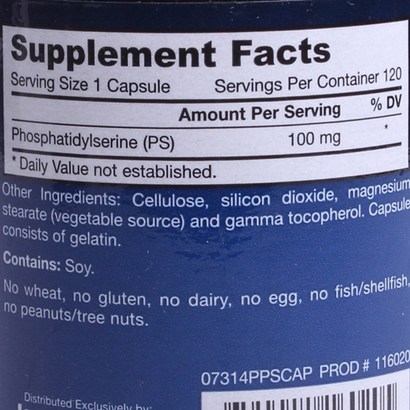 Supplement Facts
Serving Size 1 Capsule Servings Per Container 120
Amount Per Serving % DV
Phosphatidylserine (PS) 100 mg *
* Daily Value not established.
Other Ingredients: Cellulose, silicon dioxide, magnesium
stearate (vegetable source) and gamma tocopherol. Capsule
consists of gelatin.
Contains: Soy.
No wheat, no gluten, no dairy, no egg, no fish/shellfish,
no peanuts/tree nuts.
07314PPSCAP PROD # 116020
Distributed Exclusively by: